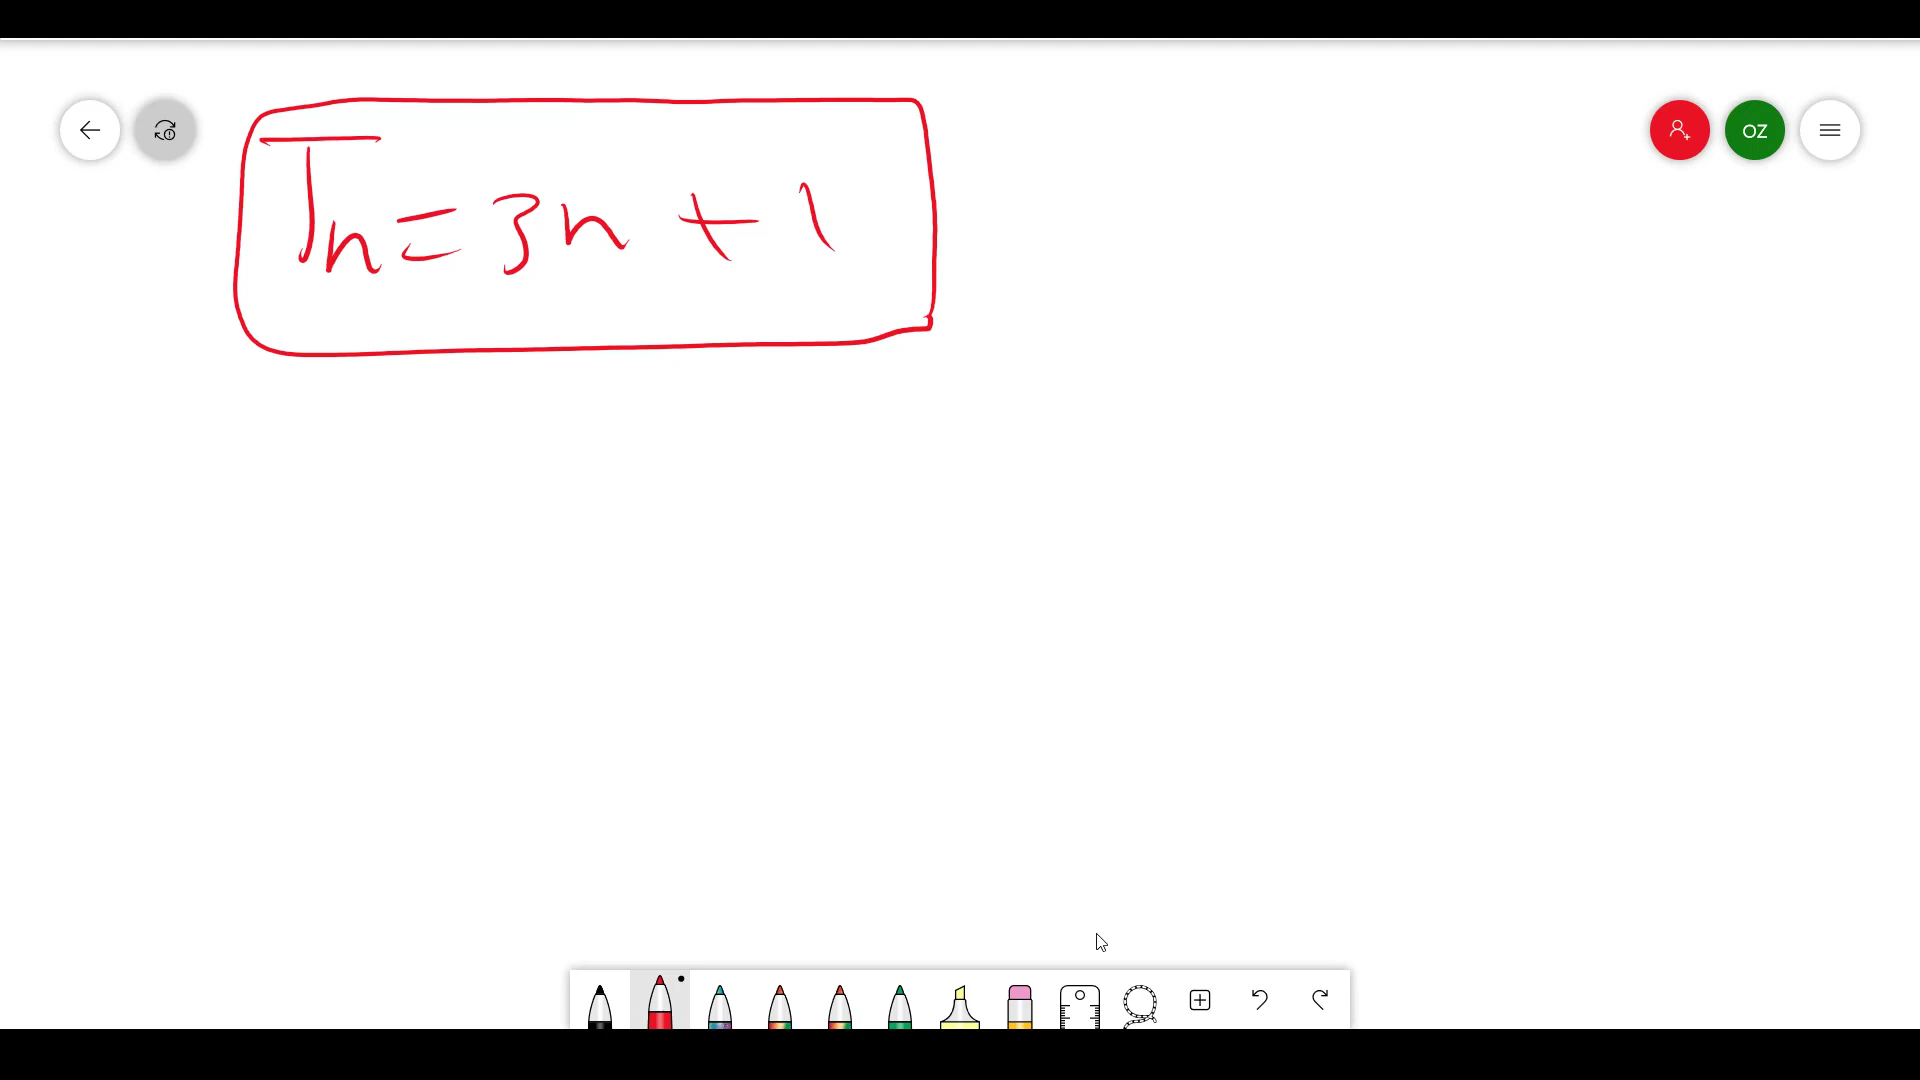 Tn = 3n + 1
OZ